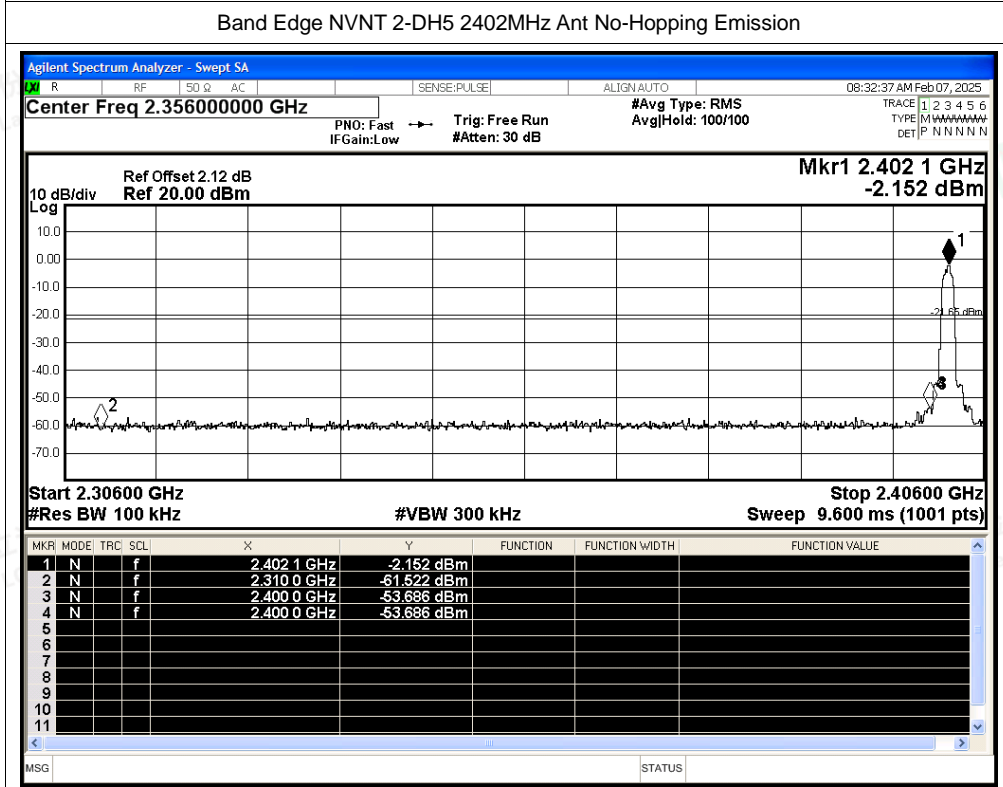 Band Edge NVNT 2-DH5 2402MHz Ant No-Hopping Emission
Agilent Spectrum Analyzer - Swept SA
LXI R RF 50 Ω AC SENSE:PULSE ALIGN AUTO 08:32:37 AM Feb 07, 2025
Center Freq 2.356000000 GHz #Avg Type: RMS TRACE 1 2 3 4 5 6
PNO: Fast Trig: Free Run Avg|Hold: 100/100 TYPE M WWWWW
IFGain:Low #Atten: 30 dB DET P N N N N N
Mkr1 2.402 1 GHz
Ref Offset 2.12 dB
10 dB/div Ref 20.00 dBm -2.152 dBm
Log
10.0
1
0.00
-10.0
-20.0
-21.65 dBm
-30.0
-40.0
-50.0
2
-60.0
-70.0
Start 2.30600 GHz Stop 2.40600 GHz
#Res BW 100 kHz #VBW 300 kHz Sweep 9.600 ms (1001 pts)
MKR MODE TRC SCL X Y FUNCTION FUNCTION WIDTH FUNCTION VALUE
1 N f 2.402 1 GHz -2.152 dBm
2 N f 2.310 0 GHz -61.522 dBm
3 N f 2.400 0 GHz -53.686 dBm
4 N f 2.400 0 GHz -53.686 dBm
5
6
7
8
9
10
11
MSG STATUS